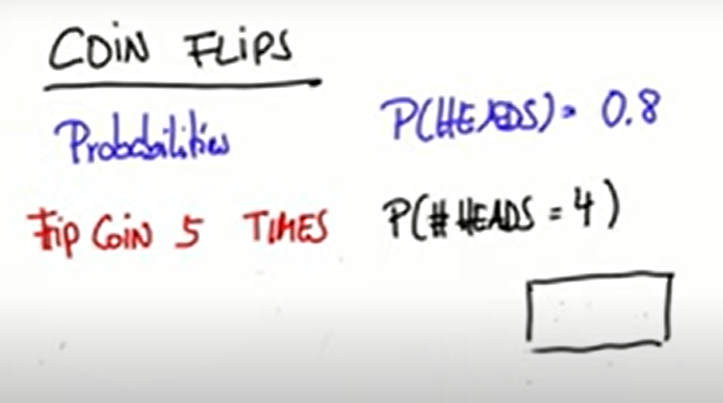 COIN FLIPS
Probabilities
P(HEADS) = 0.8
Flip COIN 5 TIMES
P(# HEADS = 4)